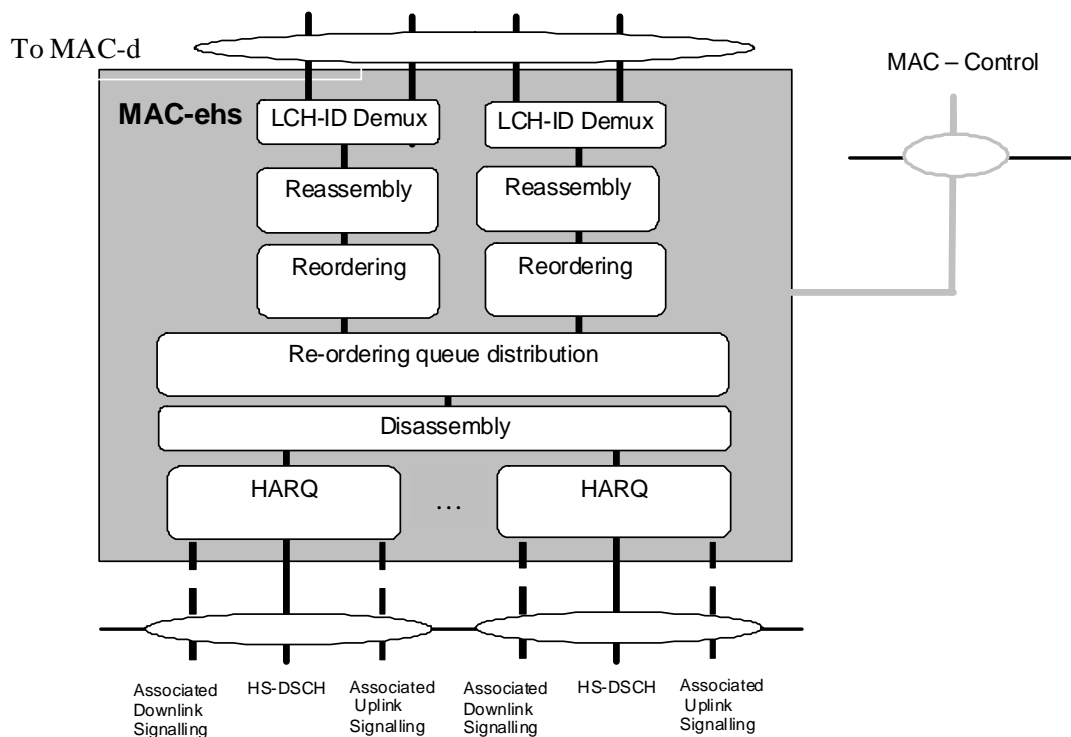 To MAC-d
MAC – Control
MAC-ehs
LCH-ID Demux
LCH-ID Demux
Reassembly
Reassembly
Reordering
Reordering
Re-ordering queue distribution
Disassembly
HARQ
...
HARQ
Associated
Downlink
Signalling
HS-DSCH
Associated
Uplink
Signalling
Associated
Downlink
Signalling
HS-DSCH
Associated
Uplink
Signalling